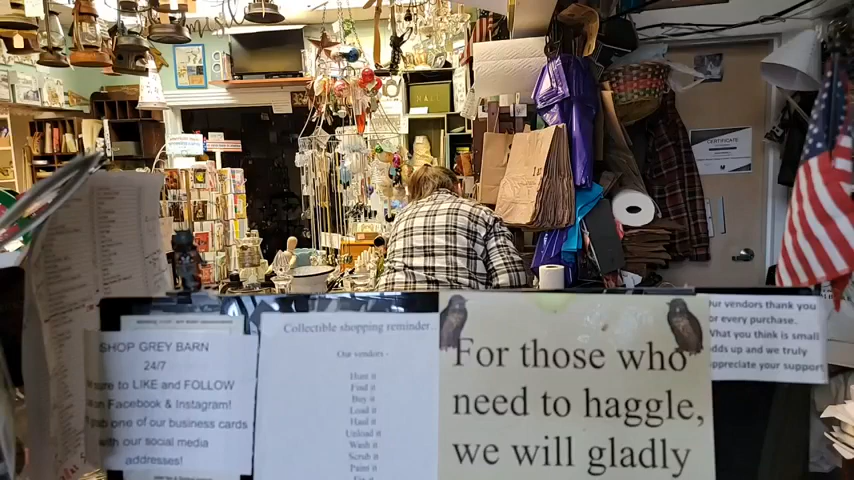 CERTIFICATE
SHOP GREY BARN
24/7
sure to LIKE and FOLLOW
on Facebook & Instagram!
one of our business cards
with our social media
addresses!
Collectible shopping reminder.
Our vendors -
Hunt it
Find it
Buy it
Load it
Haul it
Unload it
Wash it
Scrub it
Paint it
For those who
need to haggle,
we will gladly
Our vendors thank you
for every purchase.
What you think is small
adds up and we truly
appreciate your support